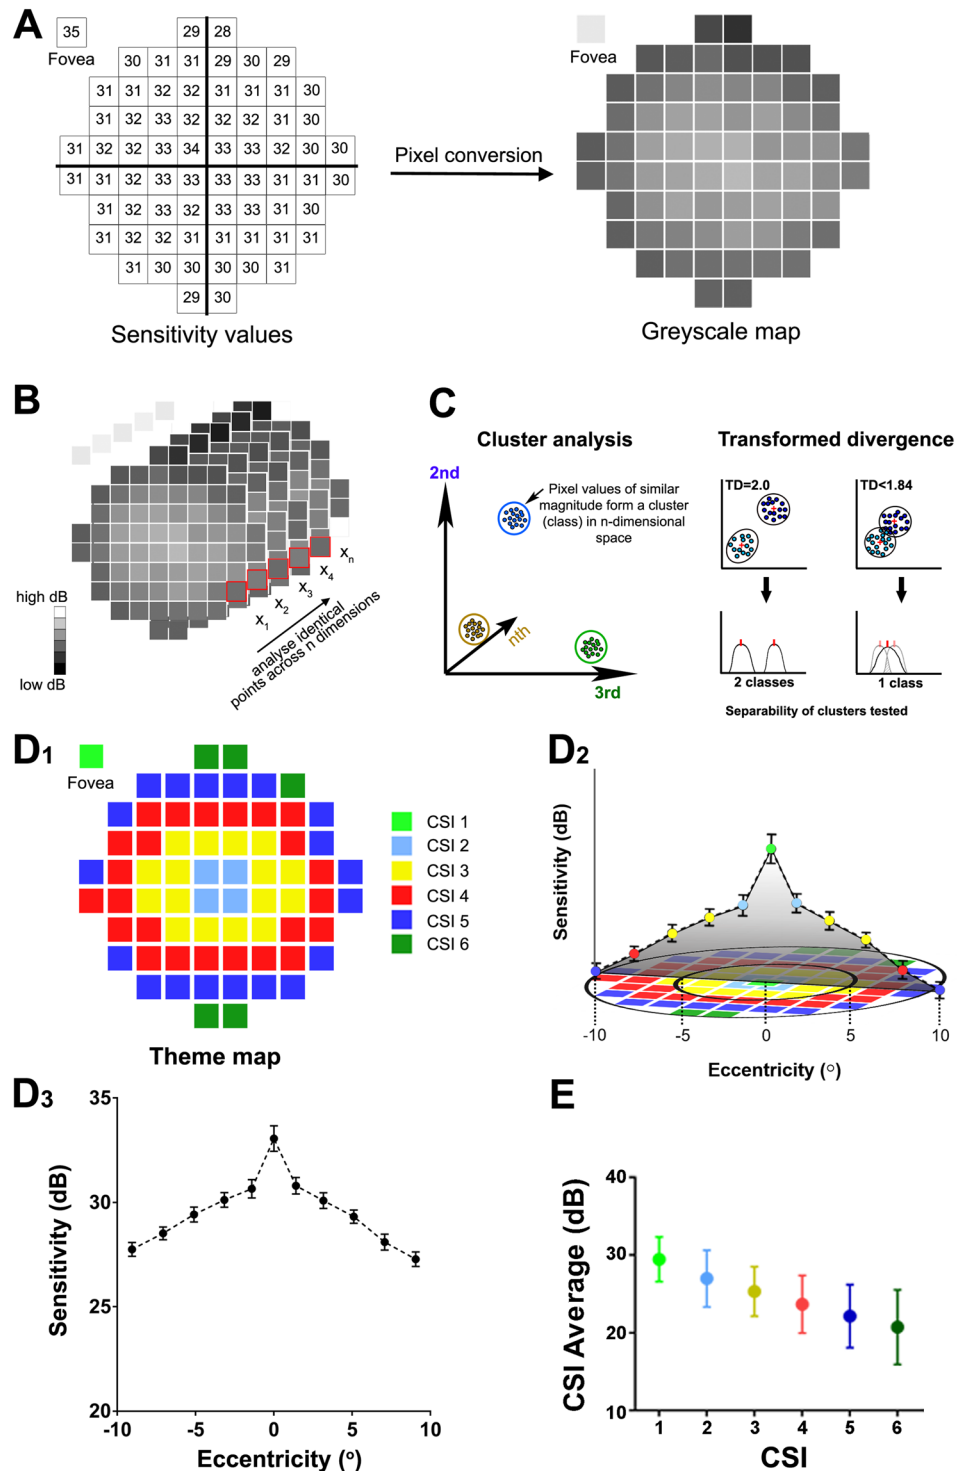 A
35
Fovea
29 28
30 31 31 29 30 29
31 31 32 32 31 31 31 30
31 32 33 32 32 31 32 30
31 32 32 33 34 33 33 32 30 30
31 31 32 33 33 33 33 31 31 30
31 32 33 32 33 33 31 30
31 32 32 31 31 32 31 31
31 30 30 30 30 31
29 30
Sensitivity values
Pixel conversion
Fovea
Greyscale map
B
high dB
low dB
x1
x2
x3
x4
xn
analyse identical
points across n dimensions
C
Cluster analysis
2nd
Pixel values of similar
magnitude form a cluster
(class) in n-dimensional
space
nth
3rd
Transformed divergence
TD=2.0
TD<1.84
2 classes
1 class
Separability of clusters tested
D1
Fovea
CSI 1
CSI 2
CSI 3
CSI 4
CSI 5
CSI 6
Theme map
D2
Sensitivity (dB)
-10 -5 0 5 10
Eccentricity (°)
D3
35
30
25
20
Sensitivity (dB)
-10 -5 0 5 10
Eccentricity (°)
E
40
30
20
10
CSI Average (dB)
1 2 3 4 5 6
CSI